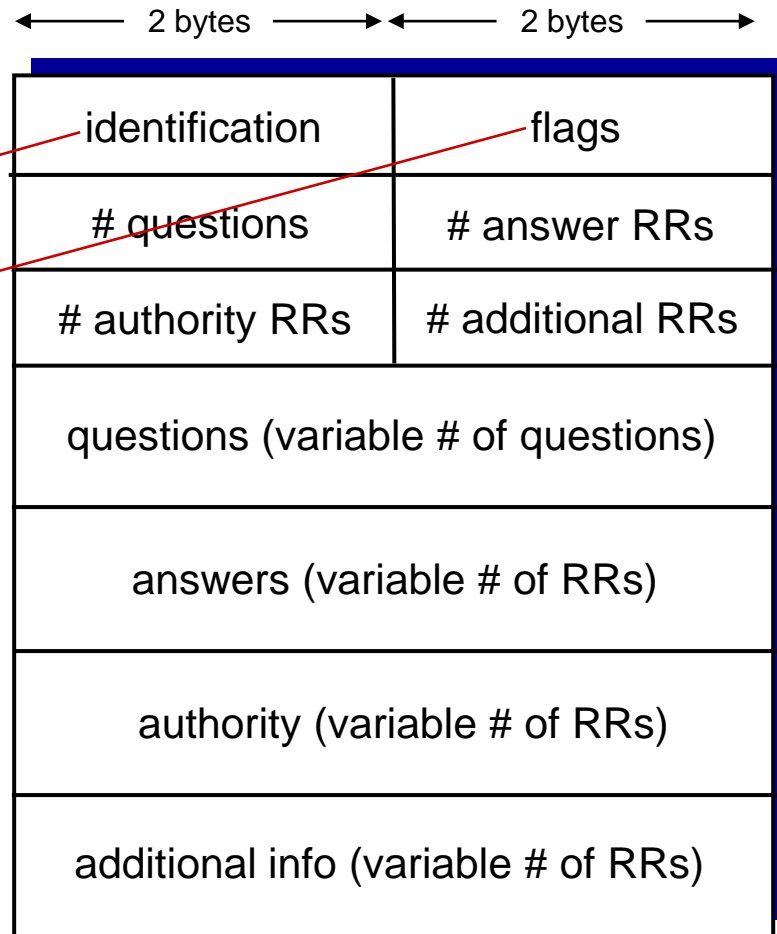 2 bytes 2 bytes
identification flags
# questions # answer RRs
# authority RRs # additional RRs
questions (variable # of questions)
answers (variable # of RRs)
authority (variable # of RRs)
additional info (variable # of RRs)